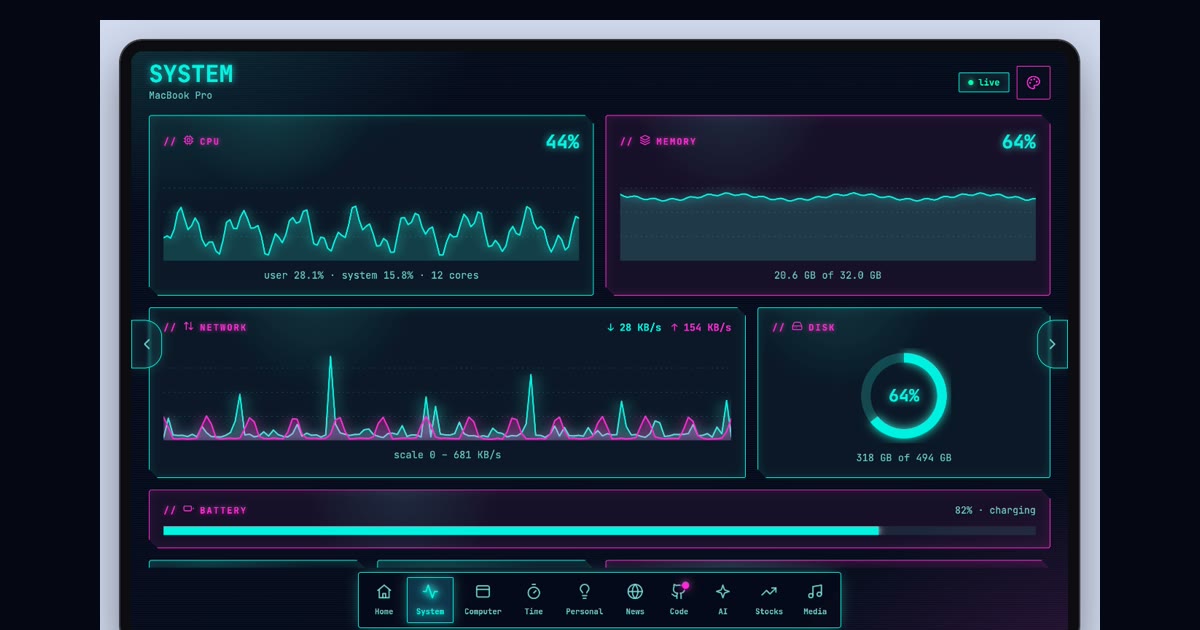 SYSTEM
MacBook Pro
live
// CPU 44%
user 28.1% · system 15.8% · 12 cores
// MEMORY 64%
20.6 GB of 32.0 GB
// NETWORK ↓ 28 KB/s ↑ 154 KB/s
scale 0 – 681 KB/s
// DISK
64%
318 GB of 494 GB
// BATTERY 82% · charging
Home System Computer Time Personal News Code AI Stocks Media